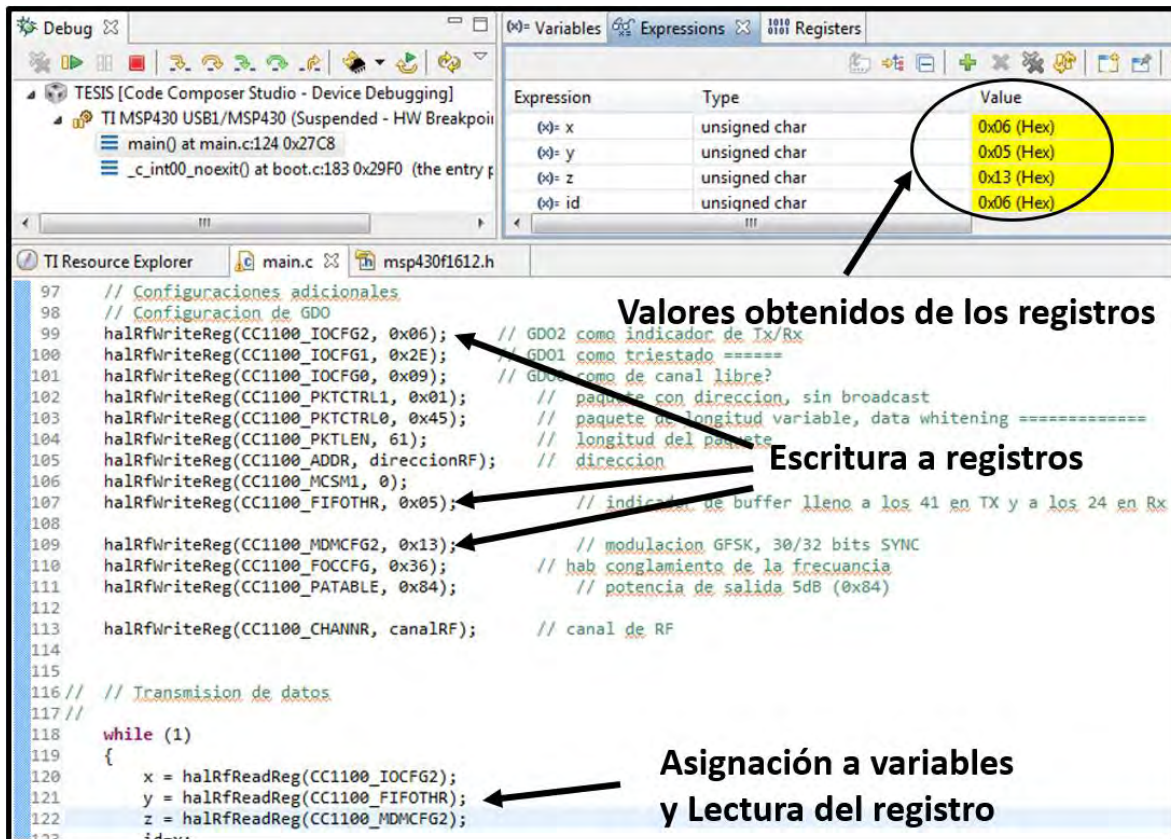 Debug
(x)= Variables Expressions 1010 0101 Registers
TESIS [Code Composer Studio - Device Debugging]
TI MSP430 USB1/MSP430 (Suspended - HW Breakpoi
main() at main.c:124 0x27C8
_c_int00_noexit() at boot.c:183 0x29F0 (the entry p
Expression Type Value
(x)= x unsigned char 0x06 (Hex)
(x)= y unsigned char 0x05 (Hex)
(x)= z unsigned char 0x13 (Hex)
(x)= id unsigned char 0x06 (Hex)
TI Resource Explorer main.c msp430f1612.h
Valores obtenidos de los registros
97 // Configuraciones adicionales
98 // Configuracion de GDO
99 halRfWriteReg(CC1100_IOCFG2, 0x06); // GDO2 como indicador de Tx/Rx
100 halRfWriteReg(CC1100_IOCFG1, 0x2E); // GDO1 como triestado ======
101 halRfWriteReg(CC1100_IOCFG0, 0x09); // como de canal libre?
102 halRfWriteReg(CC1100_PKTCTRL1, 0x01); // paquete con direccion, sin broadcast
103 halRfWriteReg(CC1100_PKTCTRL0, 0x45); // paquete de longitud variable, data whitening =============
104 halRfWriteReg(CC1100_PKTLEN, 61); // longitud del paquete
105 halRfWriteReg(CC1100_ADDR, direccionRF); // direccion
Escritura a registros
106 halRfWriteReg(CC1100_MCSM1, 0);
107 halRfWriteReg(CC1100_FIFOTHR, 0x05); // indicador de buffer lleno a los 41 en TX y a los 24 en Rx
108
109 halRfWriteReg(CC1100_MDMCFG2, 0x13); // modulacion GFSK, 30/32 bits SYNC
110 halRfWriteReg(CC1100_FOCCFG, 0x36); // hab conglamiento de la frecuancia
111 halRfWriteReg(CC1100_PATABLE, 0x84); // potencia de salida 5dB (0x84)
112
113 halRfWriteReg(CC1100_CHANNR, canalRF); // canal de RF
114
115
116 // // Transmision de datos
117 //
118 while (1)
119 {
120 x = halRfReadReg(CC1100_IOCFG2);
121 y = halRfReadReg(CC1100_FIFOTHR);
122 z = halRfReadReg(CC1100_MDMCFG2);
123 id=x;
Asignación a variables
y Lectura del registro